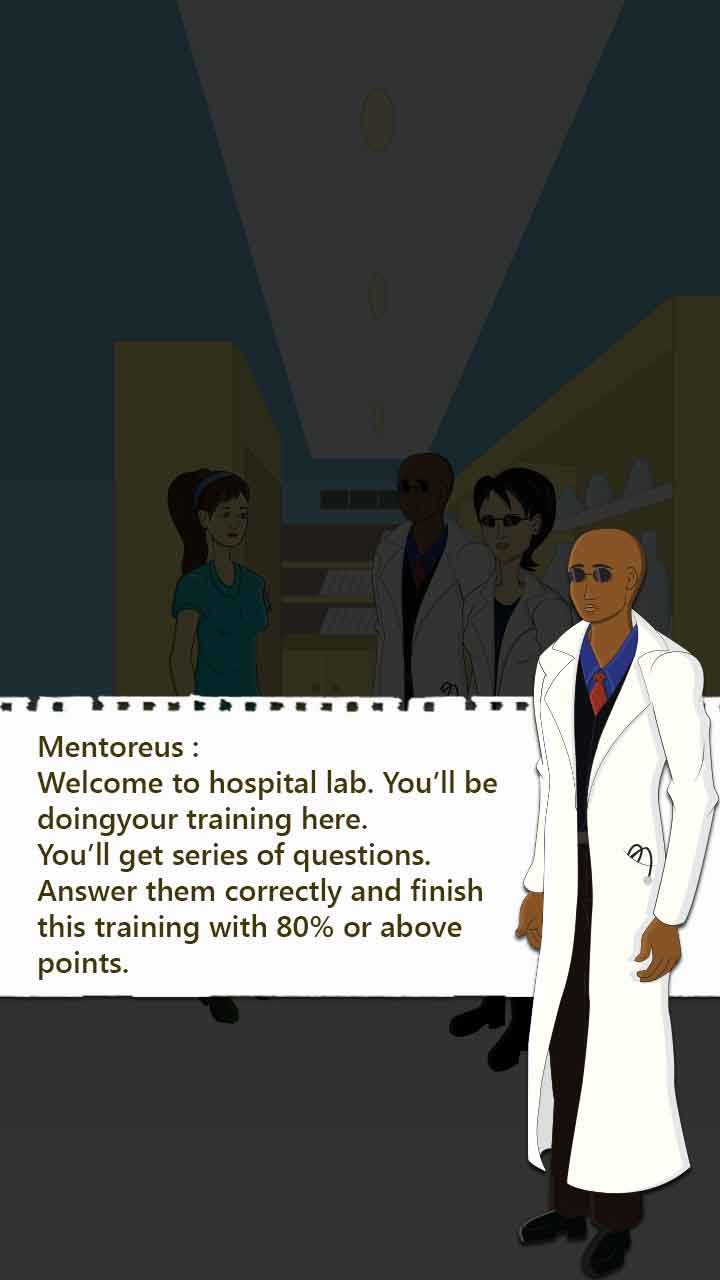 Mentoreus :
Welcome to hospital lab. You’ll be
doingyour training here.
You’ll get series of questions.
Answer them correctly and finish
this training with 80% or above
points.